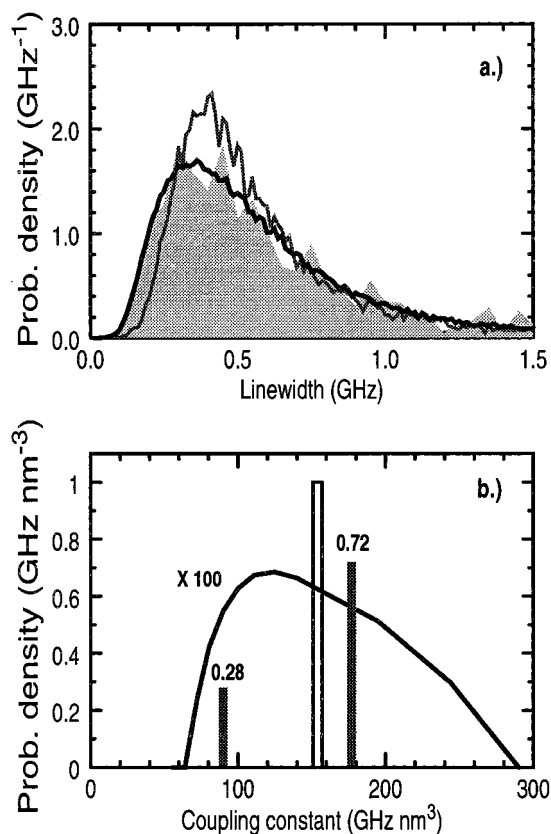 3.0
a.)
2.0
1.0
0.0
Prob. density (GHz-1)
0.0 0.5 1.0 1.5
Linewidth (GHz)
1
b.)
0.72
0.8
X 100
0.6
0.4
0.28
0.2
0
Prob. density (GHz nm-3)
0 100 200 300
Coupling constant (GHz nm3)